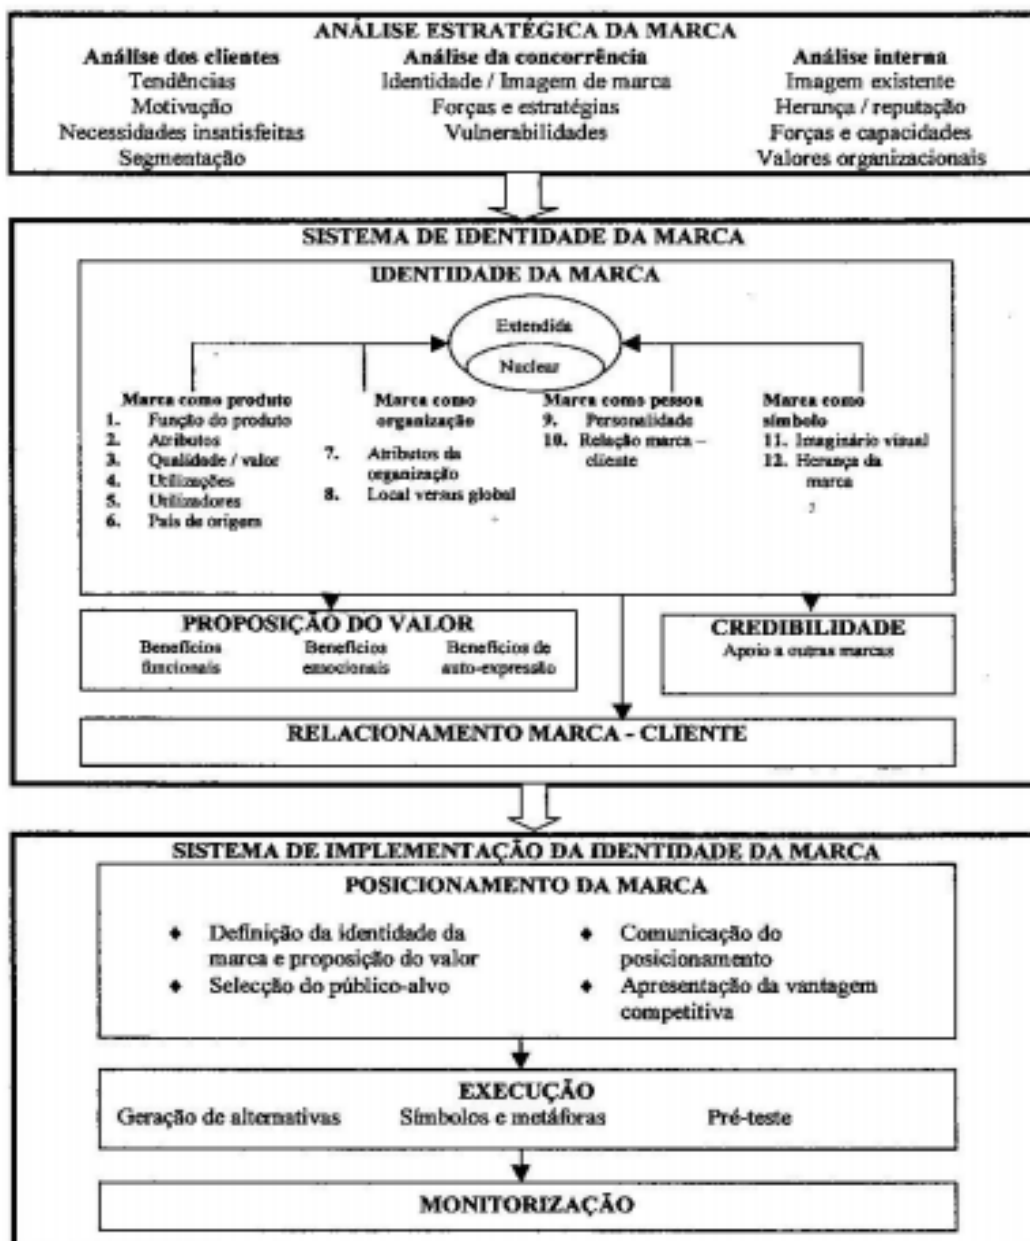 ANÁLISE ESTRATÉGICA DA MARCA
Análise dos clientes
Tendências
Motivação
Necessidades insatisfeitas
Segmentação
Análise da concorrência
Identidade / Imagem de marca
Forças e estratégias
Vulnerabilidades
Análise interna
Imagem existente
Herança / reputação
Forças e capacidades
Valores organizacionais
SISTEMA DE IDENTIDADE DA MARCA
IDENTIDADE DA MARCA
Extendida
Nuclear
Marca como produto
1. Função do produto
2. Atributos
3. Qualidade / valor
4. Utilizações
5. Utilizadores
6. País de origem
Marca como
organização
7. Atributos da
organização
8. Local versus global
Marca como pessoa
9. Personalidade
10. Relação marca –
cliente
Marca como
símbolo
11. Imaginário visual
12. Herança da
marca
PROPOSIÇÃO DO VALOR
Benefícios
funcionais
Benefícios
emocionais
Benefícios de
auto-expressão
CREDIBILIDADE
Apoio a outras marcas
RELACIONAMENTO MARCA - CLIENTE
SISTEMA DE IMPLEMENTAÇÃO DA IDENTIDADE DA MARCA
POSICIONAMENTO DA MARCA
♦ Definição da identidade da
marca e proposição do valor
♦ Selecção do público-alvo
♦ Comunicação do
posicionamento
♦ Apresentação da vantagem
competitiva
EXECUÇÃO
Geração de alternativas Símbolos e metáforas Pré-teste
MONITORIZAÇÃO